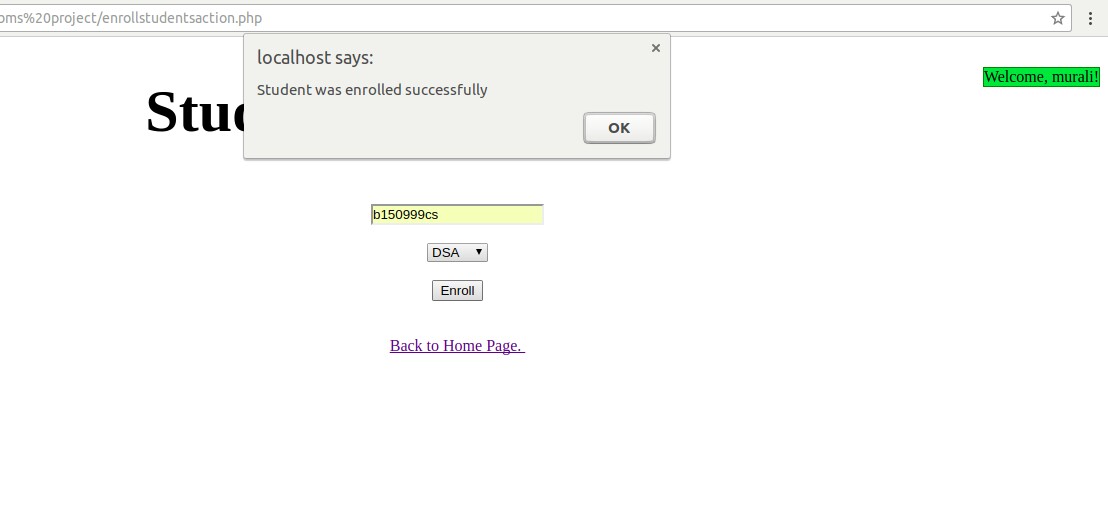 oms%20project/enrollstudentsaction.php
localhost says:
Student was enrolled successfully
OK
Welcome, murali!
b150999cs
DSA
Enroll
Back to Home Page.